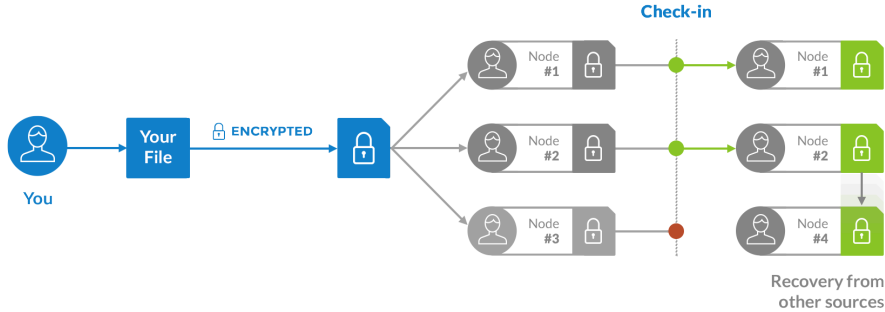 Check-in
Node
#1
Node
#1
Your
File
ENCRYPTED
Node
#2
Node
#2
You
Node
#3
Node
#4
Recovery from
other sources